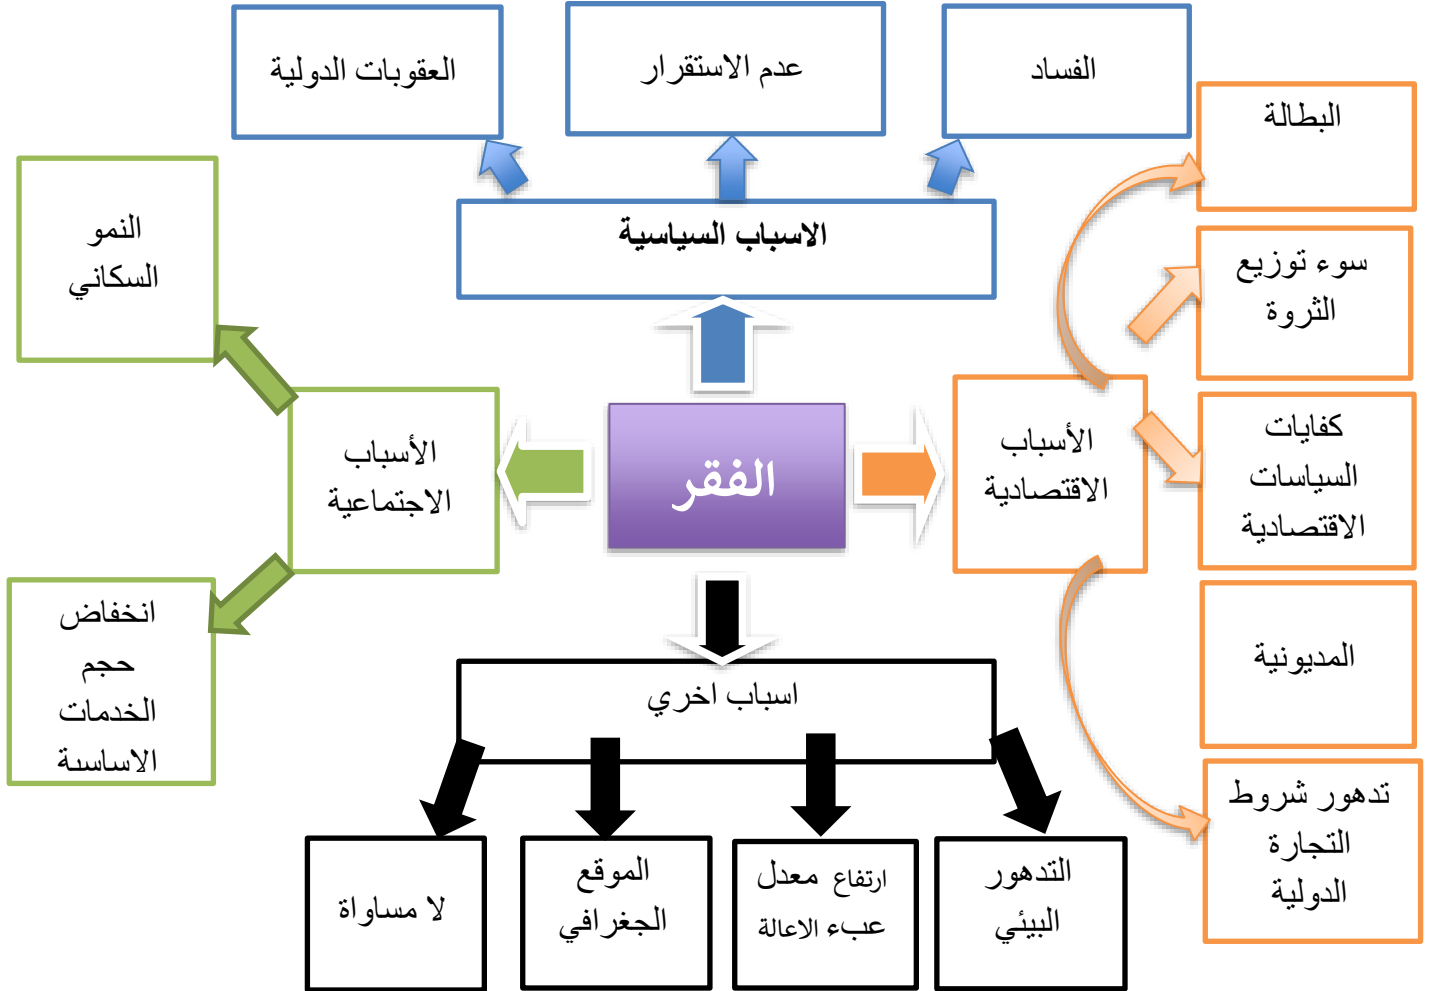 العقوبات الدولية
عدم الاستقرار
الفساد
البطالة
الاسباب السياسية
النمو
السكاني
سوء توزيع
الثروة
الأسباب
الاجتماعية
الفقر
الأسباب
الاقتصادية
كفايات
السياسات
الاقتصادية
انخفاض
حجم
الخدمات
الاساسية
المديونية
اسباب اخري
تدهور شروط
التجارة
الدولية
التدهور
البيئي
ارتفاع معدل
عبء الاعالة
الموقع
الجغرافي
لا مساواة